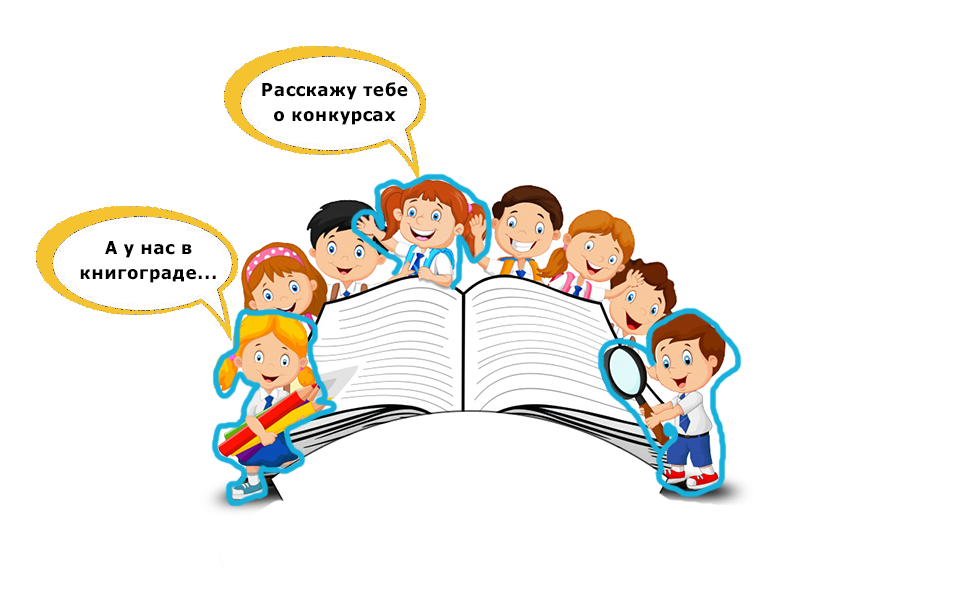 Расскажу тебе
о конкурсах
А у нас в
книгограде...